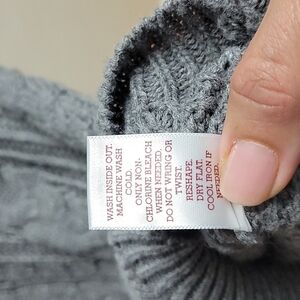 WASH INSIDE OUT.
MACHINE WASH
COLD.
ONLY NON-
CHLORINE BLEACH
WHEN NEEDED.
DO NOT WRING OR
TWIST.
RESHAPE.
DRY FLAT.
COOL IRON IF
NEEDED.